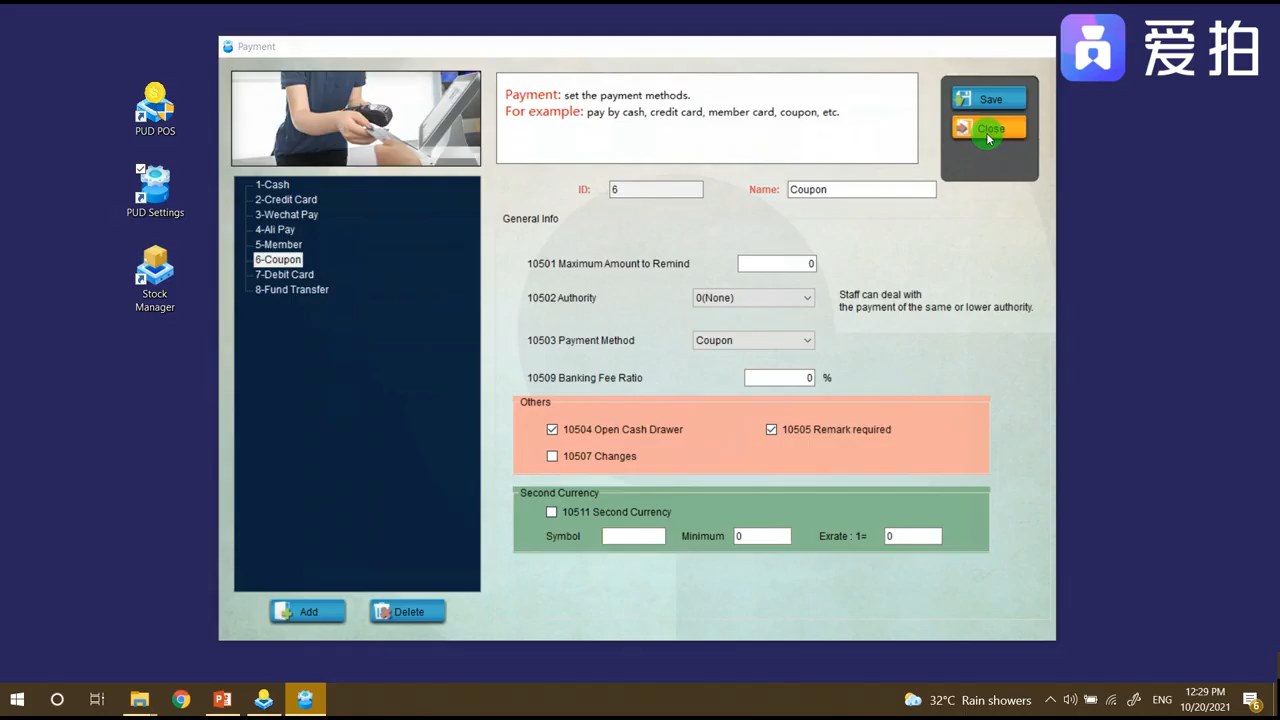 爱拍
Payment
Payment: set the payment methods.
For example: pay by cash, credit card, member card, coupon, etc.
Save
Close
PUD POS
PUD Settings
Stock
Manager
1-Cash
2-Credit Card
3-Wechat Pay
4-Ali Pay
5-Member
6-Coupon
7-Debit Card
8-Fund Transfer
ID: 6 Name: Coupon
General Info
10501 Maximum Amount to Remind 0
10502 Authority 0(None)
Staff can deal with
the payment of the same or lower authority.
10503 Payment Method Coupon
10509 Banking Fee Ratio 0 %
Others
10504 Open Cash Drawer 10505 Remark required
10507 Changes
Second Currency
10511 Second Currency
Symbol Minimum 0 Exrate : 1= 0
Add Delete
32°C Rain showers
ENG
12:29 PM
10/20/2021
6